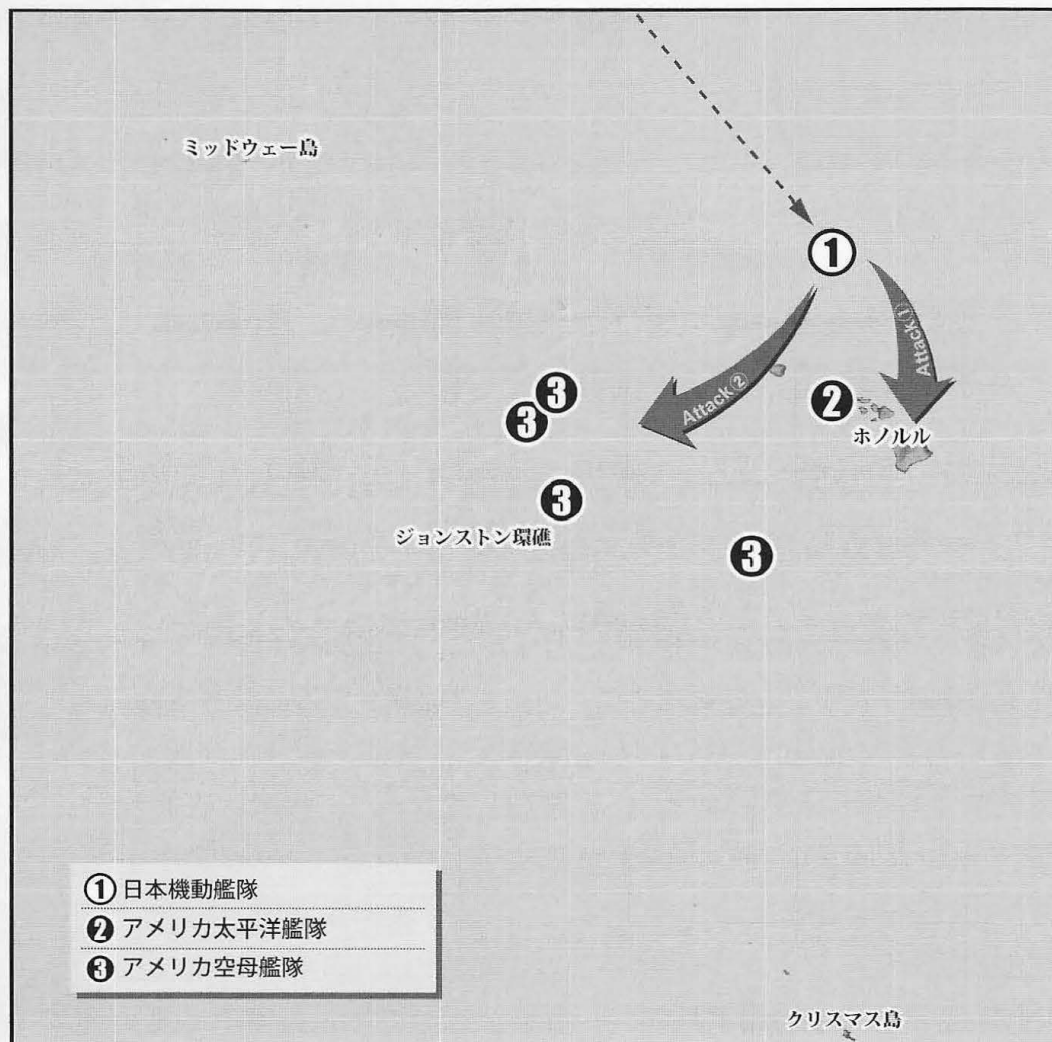 ミッドウェー島
①
Attack①
Attack②
❸
❸
❷
ホノルル
❸
ジョンストン環礁
❸
① 日本機動艦隊
❷ アメリカ太平洋艦隊
❸ アメリカ空母艦隊
クリスマス島